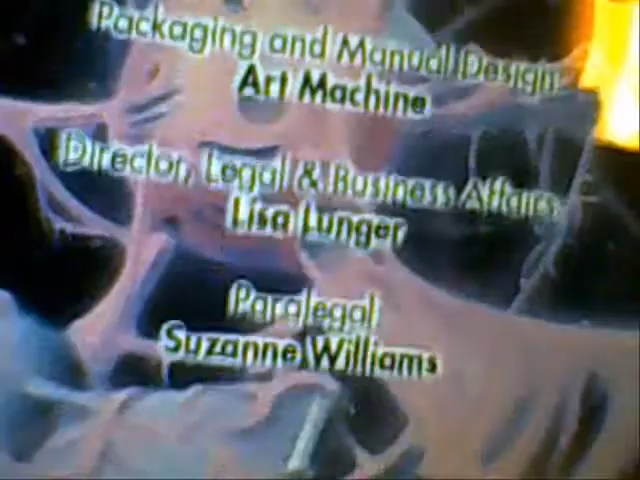 Packaging and Manual Design
Art Machine
Director, Legal & Business Affairs
Lisa Lunger
Paralegal
Suzanne Williams